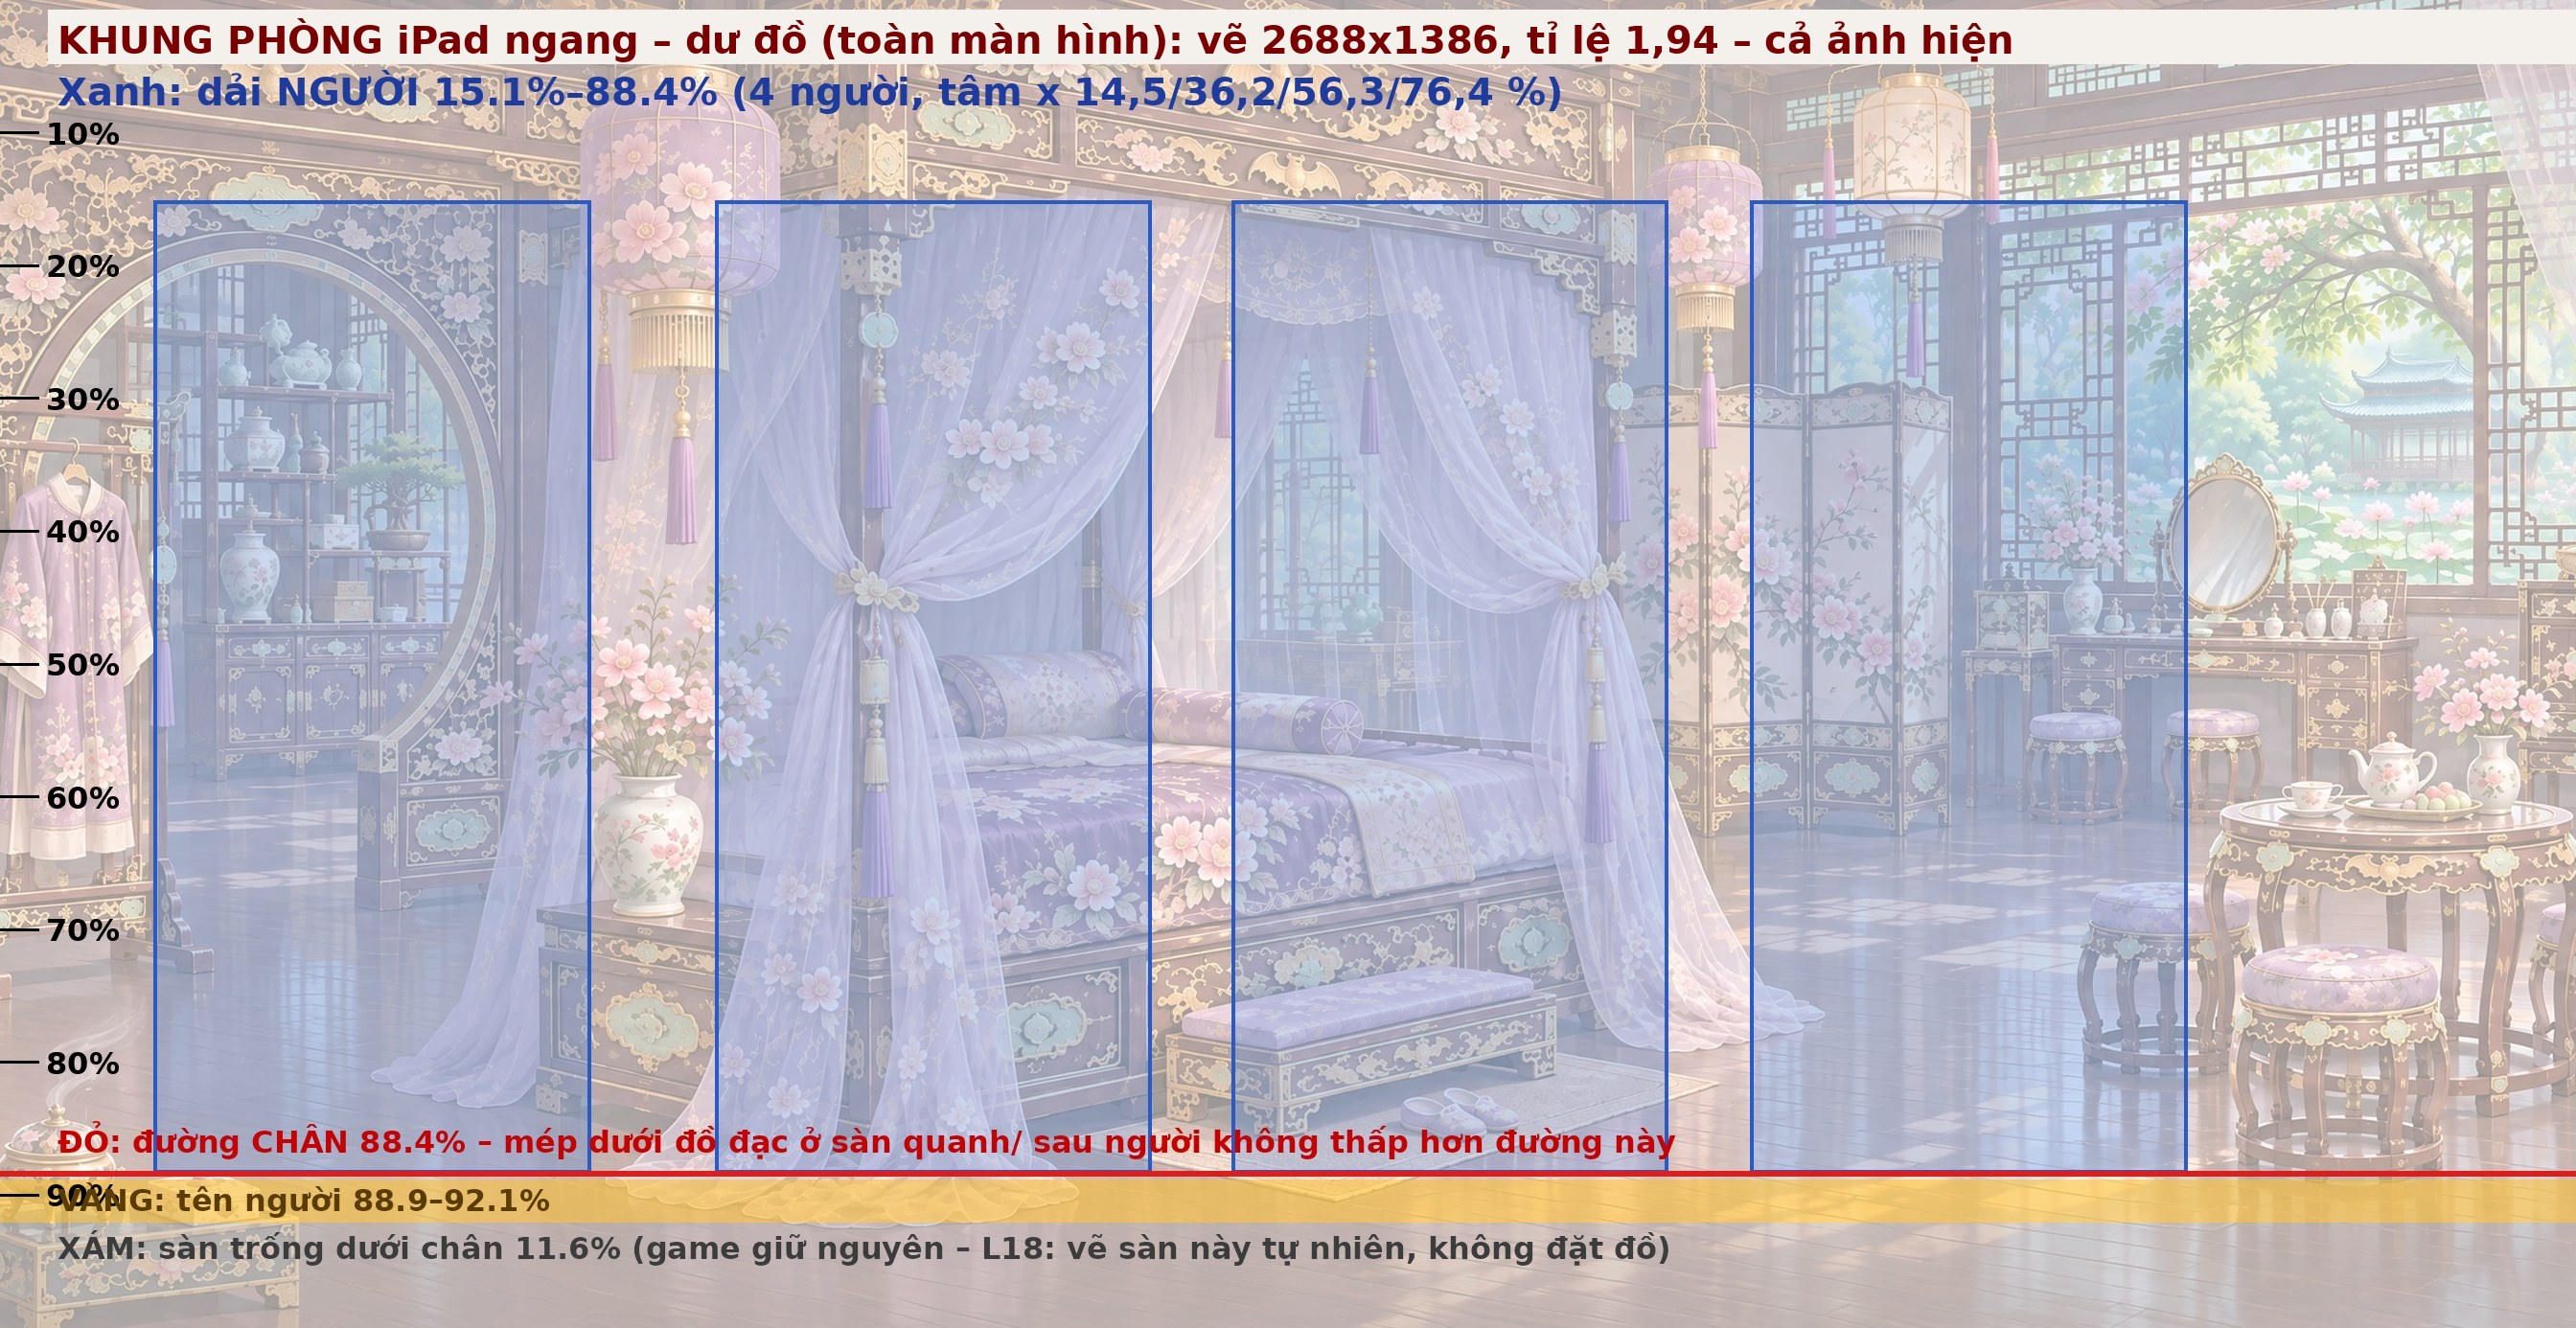 KHUNG PHÒNG iPad ngang – dư đồ (toàn màn hình): vẽ 2688x1386, tỉ lệ 1,94 – cả ảnh hiện
Xanh: dải NGƯỜI 15.1%–88.4% (4 người, tâm x 14,5/36,2/56,3/76,4 %)
10%
20%
30%
40%
50%
60%
70%
80%
ĐỎ: đường CHÂN 88.4% – mép dưới đồ đạc ở sàn quanh/ sau người không thấp hơn đường này
90%
VÀNG: tên người 88.9–92.1%
XÁM: sàn trống dưới chân 11.6% (game giữ nguyên – L18: vẽ sàn này tự nhiên, không đặt đồ)